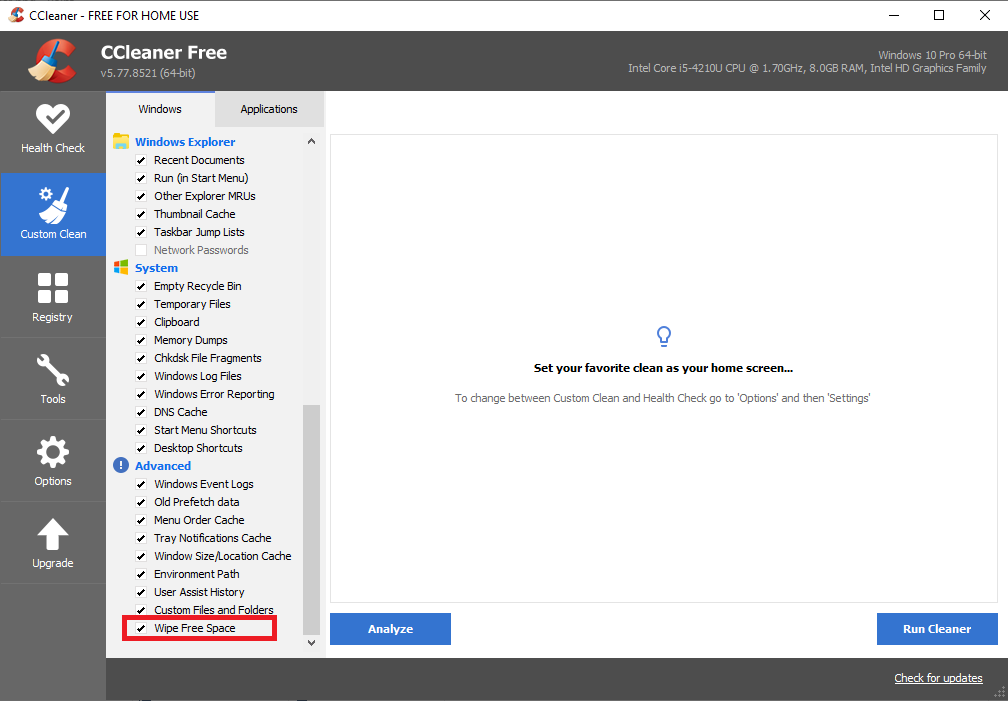 CCleaner - FREE FOR HOME USE
CCleaner Free
v5.77.8521 (64-bit)
Windows 10 Pro 64-bit
Intel Core i5-4210U CPU @ 1.70GHz, 8.0GB RAM, Intel HD Graphics Family
Health Check
Custom Clean
Registry
Tools
Options
Upgrade
Windows
Applications
Windows Explorer
Recent Documents
Run (in Start Menu)
Other Explorer MRUs
Thumbnail Cache
Taskbar Jump Lists
Network Passwords
System
Empty Recycle Bin
Temporary Files
Clipboard
Memory Dumps
Chkdsk File Fragments
Windows Log Files
Windows Error Reporting
DNS Cache
Start Menu Shortcuts
Desktop Shortcuts
Advanced
Windows Event Logs
Old Prefetch data
Menu Order Cache
Tray Notifications Cache
Window Size/Location Cache
Environment Path
User Assist History
Custom Files and Folders
Wipe Free Space
Set your favorite clean as your home screen...
To change between Custom Clean and Health Check go to 'Options' and then 'Settings'
Analyze
Run Cleaner
Check for updates